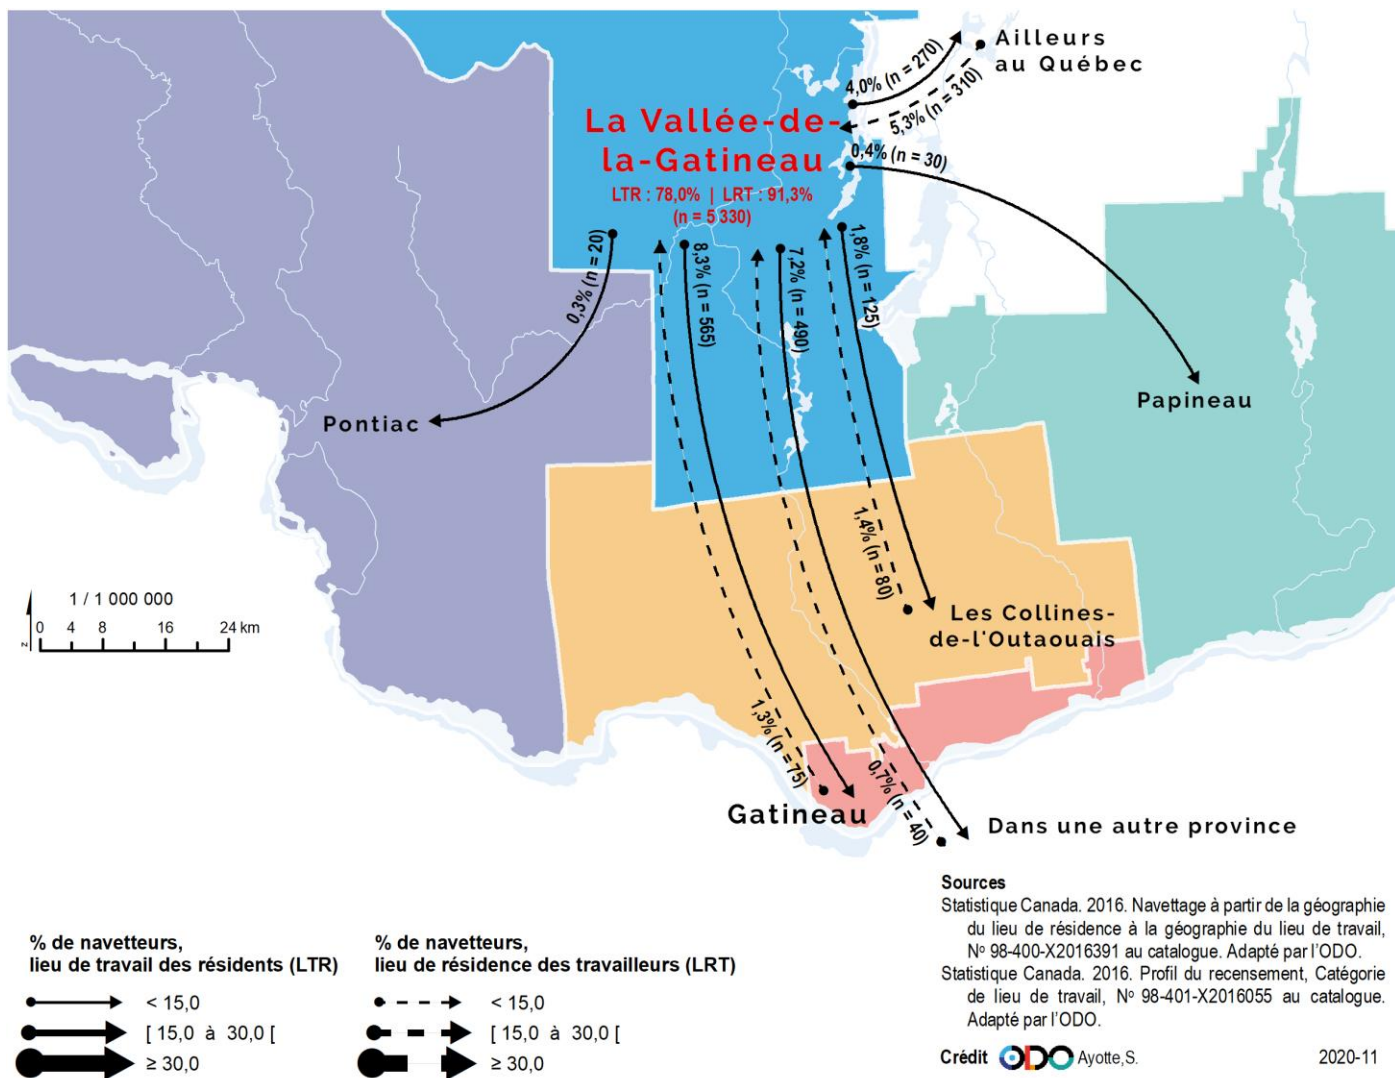 Ailleurs
au Québec
4,0% (n = 270)
5,3% (n = 310)
La Vallée-de-
la-Gatineau
0,4% (n = 30)
LTR : 78,0% | LRT : 91,3%
(n = 5 330)
0,3% (n = 20)
8,3% (n = 565)
7,2% (n = 490)
1,8% (n = 125)
Pontiac
Papineau
1,4% (n = 80)
1 / 1 000 000
z
0 4 8 16 24 km
Les Collines-
de-l'Outaouais
1,3% (n = 75)
0,7% (n = 40)
Gatineau
Dans une autre province
% de navetteurs,
lieu de travail des résidents (LTR)
< 15,0
[ 15,0 à 30,0 [
≥ 30,0
% de navetteurs,
lieu de résidence des travailleurs (LRT)
< 15,0
[ 15,0 à 30,0 [
≥ 30,0
Sources
Statistique Canada. 2016. Navettage à partir de la géographie
du lieu de résidence à la géographie du lieu de travail,
Nº 98-400-X2016391 au catalogue. Adapté par l'ODO.
Statistique Canada. 2016. Profil du recensement, Catégorie
de lieu de travail, Nº 98-401-X2016055 au catalogue.
Adapté par l'ODO.
Crédit ODO Ayotte,S. 2020-11